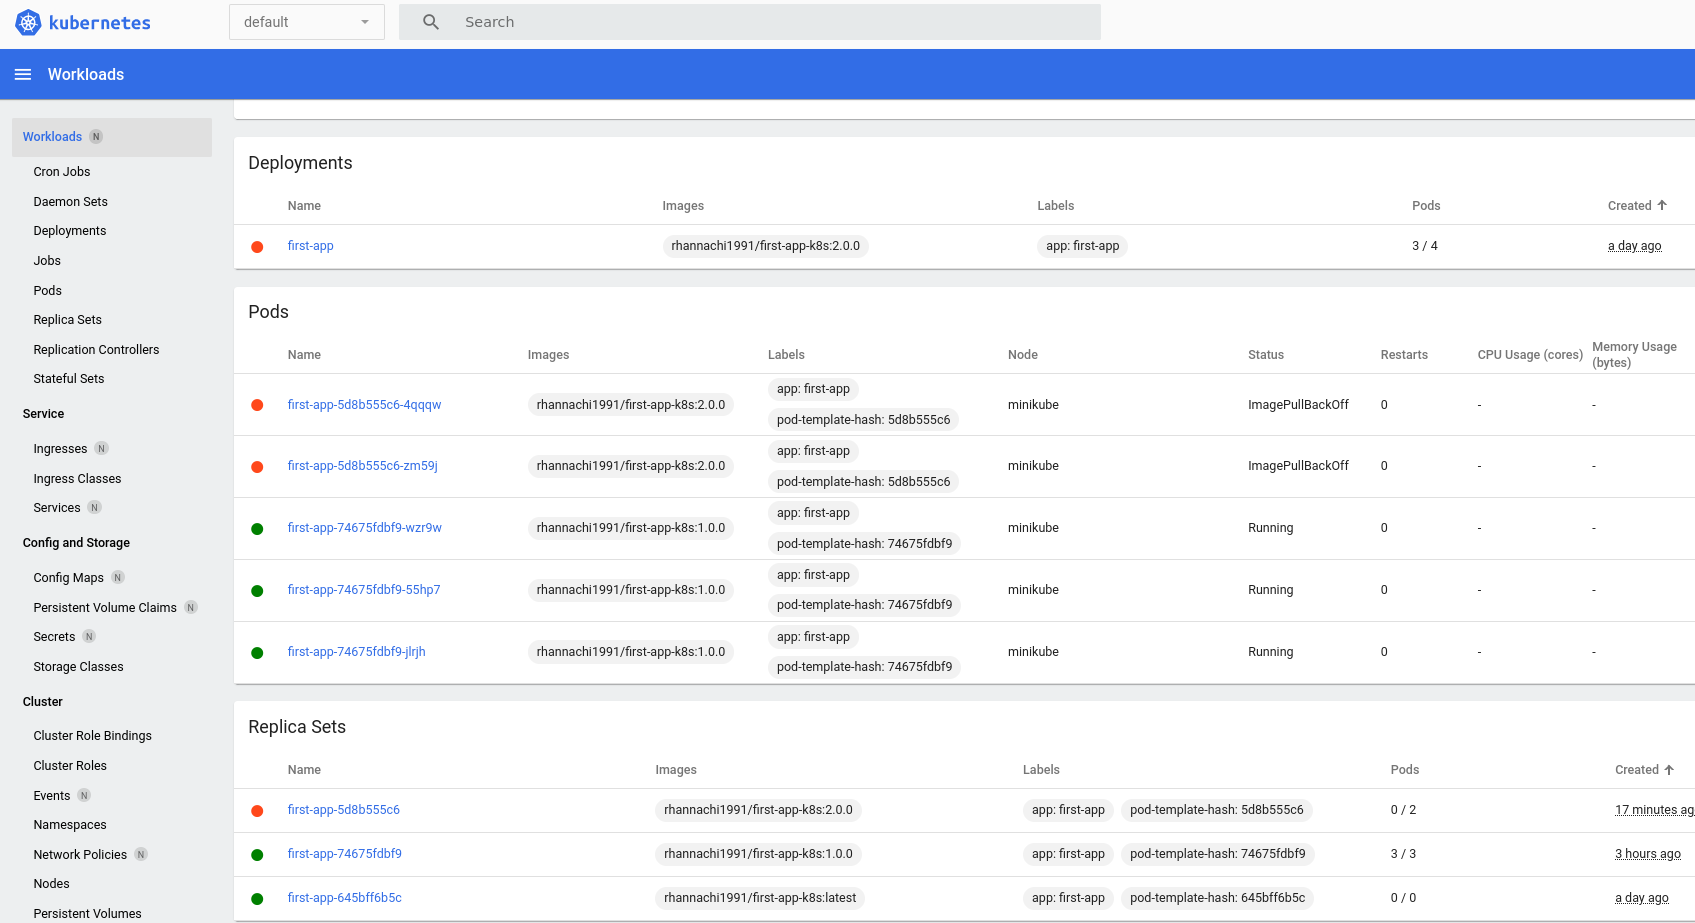 kubernetes
default
Search
Workloads
Workloads N
Cron Jobs
Daemon Sets
Deployments
Jobs
Pods
Replica Sets
Replication Controllers
Stateful Sets
Service
Ingresses N
Ingress Classes
Services N
Config and Storage
Config Maps N
Persistent Volume Claims N
Secrets N
Storage Classes
Cluster
Cluster Role Bindings
Cluster Roles
Events N
Namespaces
Network Policies N
Nodes
Persistent Volumes
Deployments
Name Images Labels Pods Created
first-app rhannachi1991/first-app-k8s:2.0.0 app: first-app 3 / 4 a day ago
Pods
Name Images Labels Node Status Restarts CPU Usage (cores) Memory Usage
(bytes)
app: first-app
first-app-5d8b555c6-4qqqw rhannachi1991/first-app-k8s:2.0.0 minikube ImagePullBackOff 0 - -
pod-template-hash: 5d8b555c6
app: first-app
first-app-5d8b555c6-zm59j rhannachi1991/first-app-k8s:2.0.0 minikube ImagePullBackOff 0 - -
pod-template-hash: 5d8b555c6
app: first-app
first-app-74675fdbf9-wzr9w rhannachi1991/first-app-k8s:1.0.0 minikube Running 0 - -
pod-template-hash: 74675fdbf9
app: first-app
first-app-74675fdbf9-55hp7 rhannachi1991/first-app-k8s:1.0.0 minikube Running 0 - -
pod-template-hash: 74675fdbf9
app: first-app
first-app-74675fdbf9-jlrjh rhannachi1991/first-app-k8s:1.0.0 minikube Running 0 - -
pod-template-hash: 74675fdbf9
Replica Sets
Name Images Labels Pods Created
first-app-5d8b555c6 rhannachi1991/first-app-k8s:2.0.0 app: first-app pod-template-hash: 5d8b555c6 0 / 2 17 minutes ag
first-app-74675fdbf9 rhannachi1991/first-app-k8s:1.0.0 app: first-app pod-template-hash: 74675fdbf9 3 / 3 3 hours ago
first-app-645bff6b5c rhannachi1991/first-app-k8s:latest app: first-app pod-template-hash: 645bff6b5c 0 / 0 a day ago